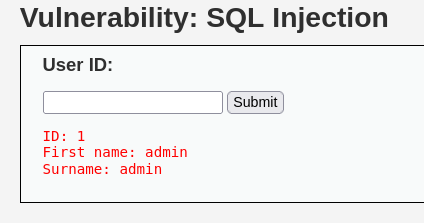 Vulnerability: SQL Injection
User ID:
Submit
ID: 1
First name: admin
Surname: admin